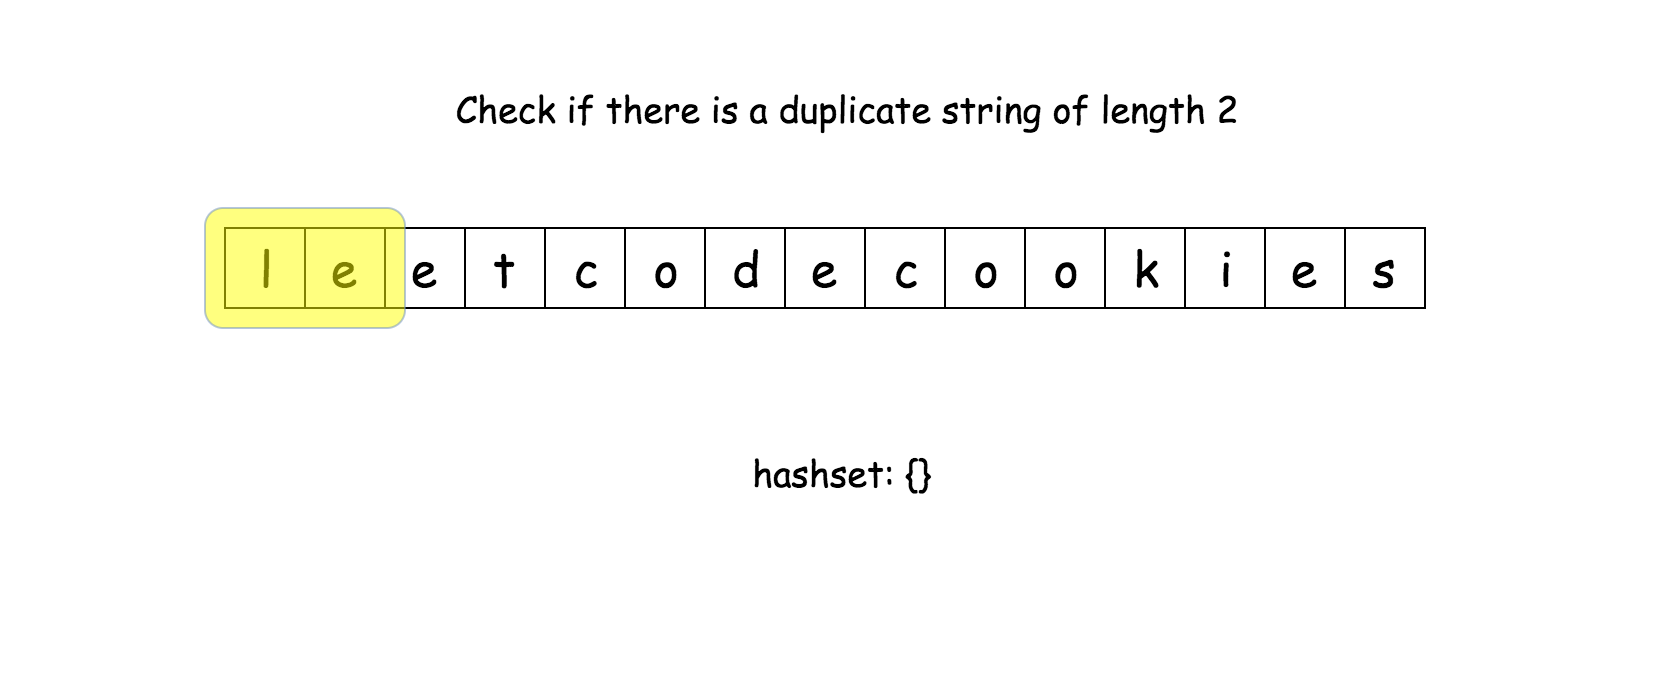 Check if there is a duplicate string of length 2
l e e t c o d e c o o k i e s
hashset: {}